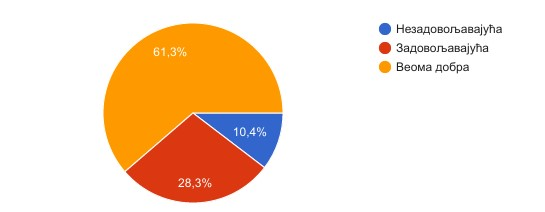 61,3%
10,4%
28,3%
Незадовољавајућа
Задовољавајућа
Веома добра